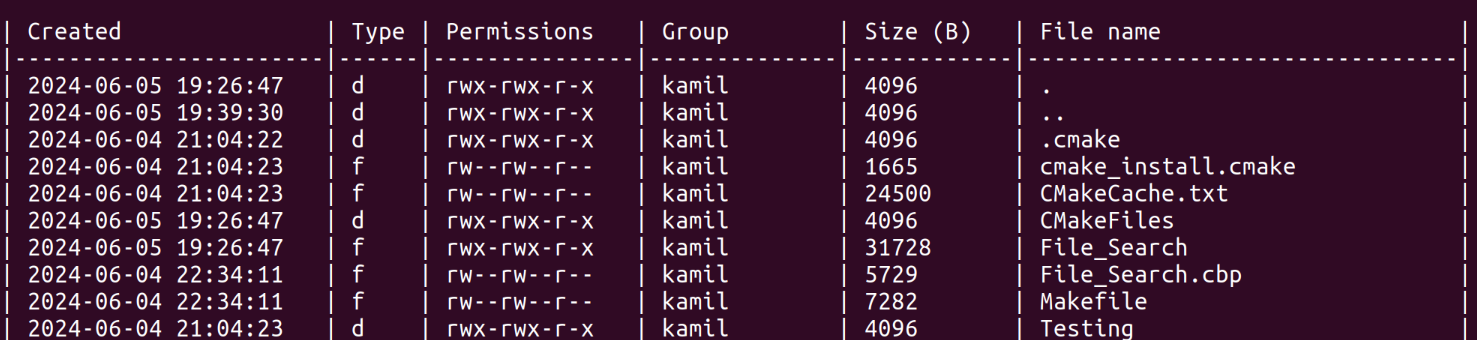 | Created | Type | Permissions | Group | Size (B) | File name |
|-----------------------|------|---------------|--------------|------------|--------------------------------|
| 2024-06-05 19:26:47 | d | rwx-rwx-r-x | kamil | 4096 | . |
| 2024-06-05 19:39:30 | d | rwx-rwx-r-x | kamil | 4096 | .. |
| 2024-06-04 21:04:22 | d | rwx-rwx-r-x | kamil | 4096 | .cmake |
| 2024-06-04 21:04:23 | f | rw--rw--r-- | kamil | 1665 | cmake_install.cmake |
| 2024-06-04 21:04:23 | f | rw--rw--r-- | kamil | 24500 | CMakeCache.txt |
| 2024-06-05 19:26:47 | d | rwx-rwx-r-x | kamil | 4096 | CMakeFiles |
| 2024-06-05 19:26:47 | f | rwx-rwx-r-x | kamil | 31728 | File_Search |
| 2024-06-04 22:34:11 | f | rw--rw--r-- | kamil | 5729 | File_Search.cbp |
| 2024-06-04 22:34:11 | f | rw--rw--r-- | kamil | 7282 | Makefile |
| 2024-06-04 21:04:23 | d | rwx-rwx-r-x | kamil | 4096 | Testing |